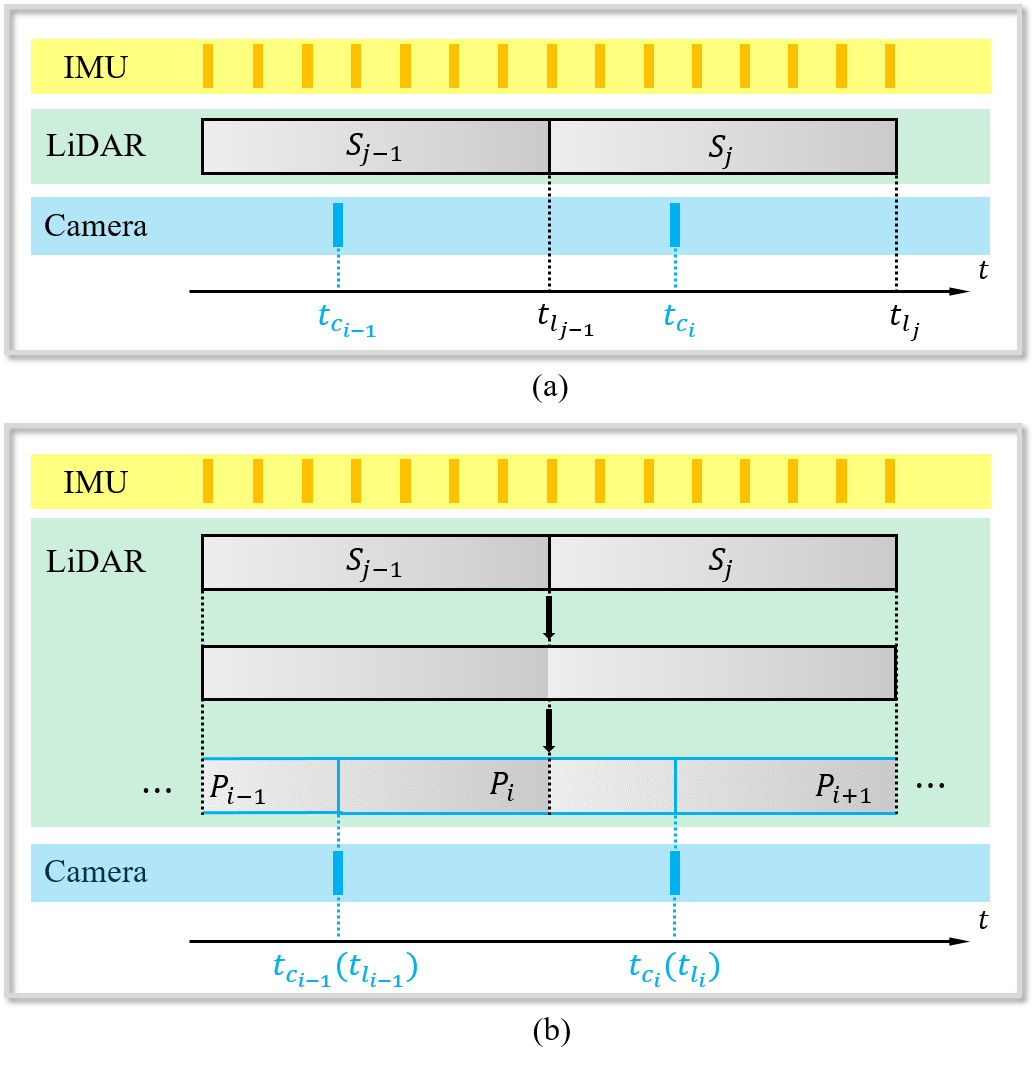 IMU
LiDAR S_{j-1} S_j
Camera
t
t_{c_{i-1}} t_{l_{j-1}} t_{c_i} t_{l_j}
(a)
IMU
LiDAR S_{j-1} S_j
... P_{i-1} P_i P_{i+1} ...
Camera
t
t_{c_{i-1}}(t_{l_{i-1}}) t_{c_i}(t_{l_i})
(b)